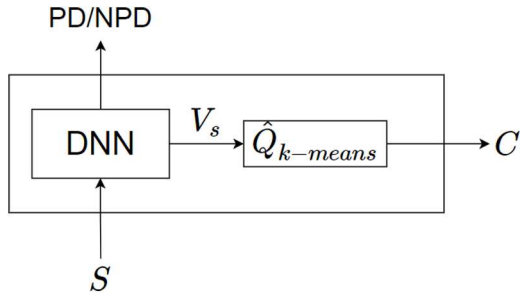 PD/NPD
DNN
V_s
Q̂_{k-means}
C
S